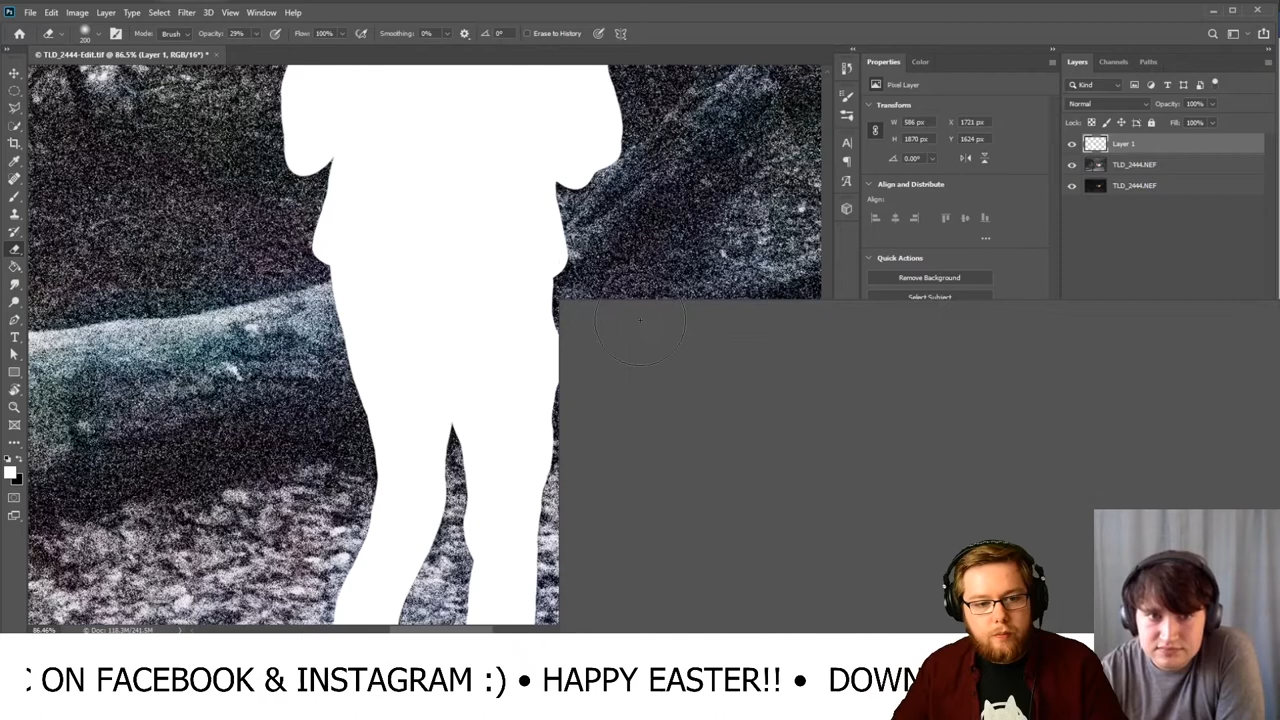 Ps File Edit Image Layer Type Select Filter 3D View Window Help
200 Mode: Brush Opacity: 29% Flow: 100% Smoothing: 0% 0° Erase to History
© TLD_2444-Edit.tif @ 86.5% (Layer 1, RGB/16*) *
Properties Color
Pixel Layer
Transform
W 586 px X 1721 px
H 1870 px Y 1624 px
0.00°
Align and Distribute
Align:
Quick Actions
Remove Background
Select Subject
Layers Channels Paths
Kind
Normal Opacity: 100%
Lock: Fill: 100%
Layer 1
TLD_2444.NEF
TLD_2444.NEF
86.46% Doc: 118.3M/241.5M
ON FACEBOOK & INSTAGRAM :) • HAPPY EASTER!! • DOWN